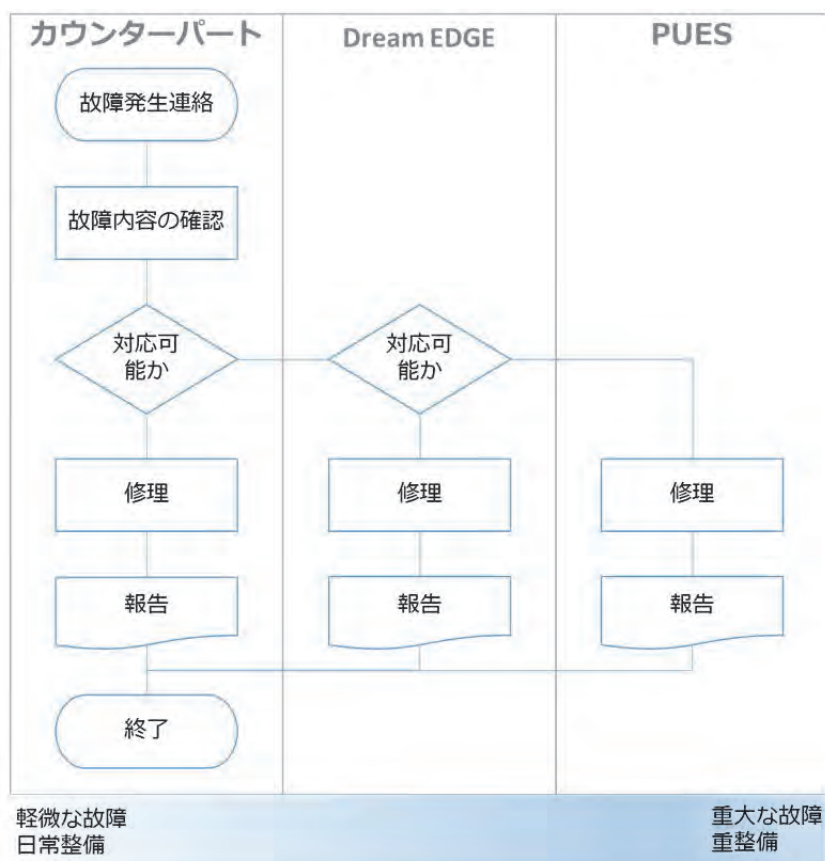 カウンターパート
Dream EDGE
PUES
故障発生連絡
故障内容の確認
対応可
能か
対応可
能か
修理
修理
修理
報告
報告
報告
終了
軽微な故障
日常整備
重大な故障
重整備